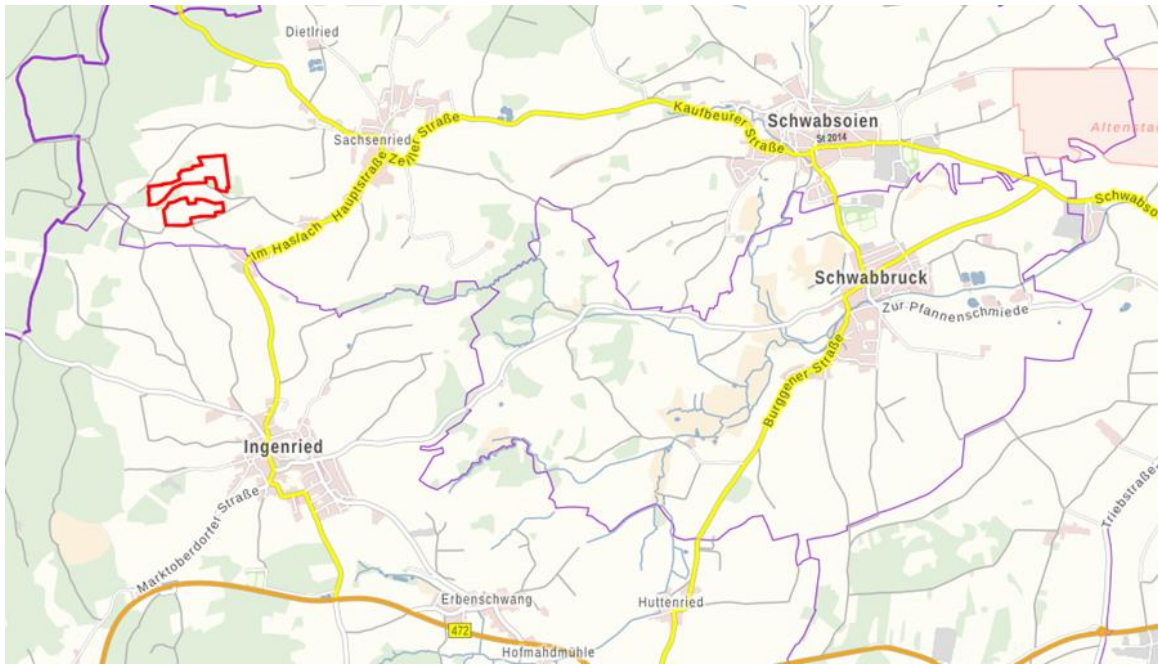 Dietlried
Kaufbeurer Straße
Schwabsoien
St 2014
Altensta
Sachsenried
Zeller Straße
Hauptstraße
Im Haslach
Schwabso
Schwabbruck
Zur Pfannenschmiede
Burggener Straße
Ingenried
Marktoberdorfer Straße
Triebstraße
Erbenschwang
Huttenried
472
Hofmahdmühle